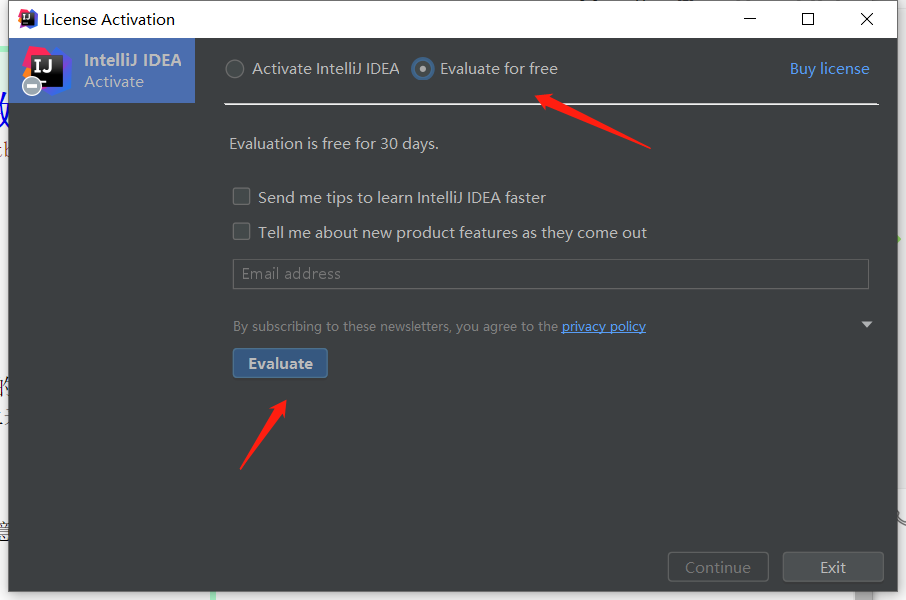 License Activation
IJ
IntelliJ IDEA
Activate
Activate IntelliJ IDEA
Evaluate for free
Buy license
Evaluation is free for 30 days.
Send me tips to learn IntelliJ IDEA faster
Tell me about new product features as they come out
Email address
By subscribing to these newsletters, you agree to the privacy policy
Evaluate
Continue
Exit